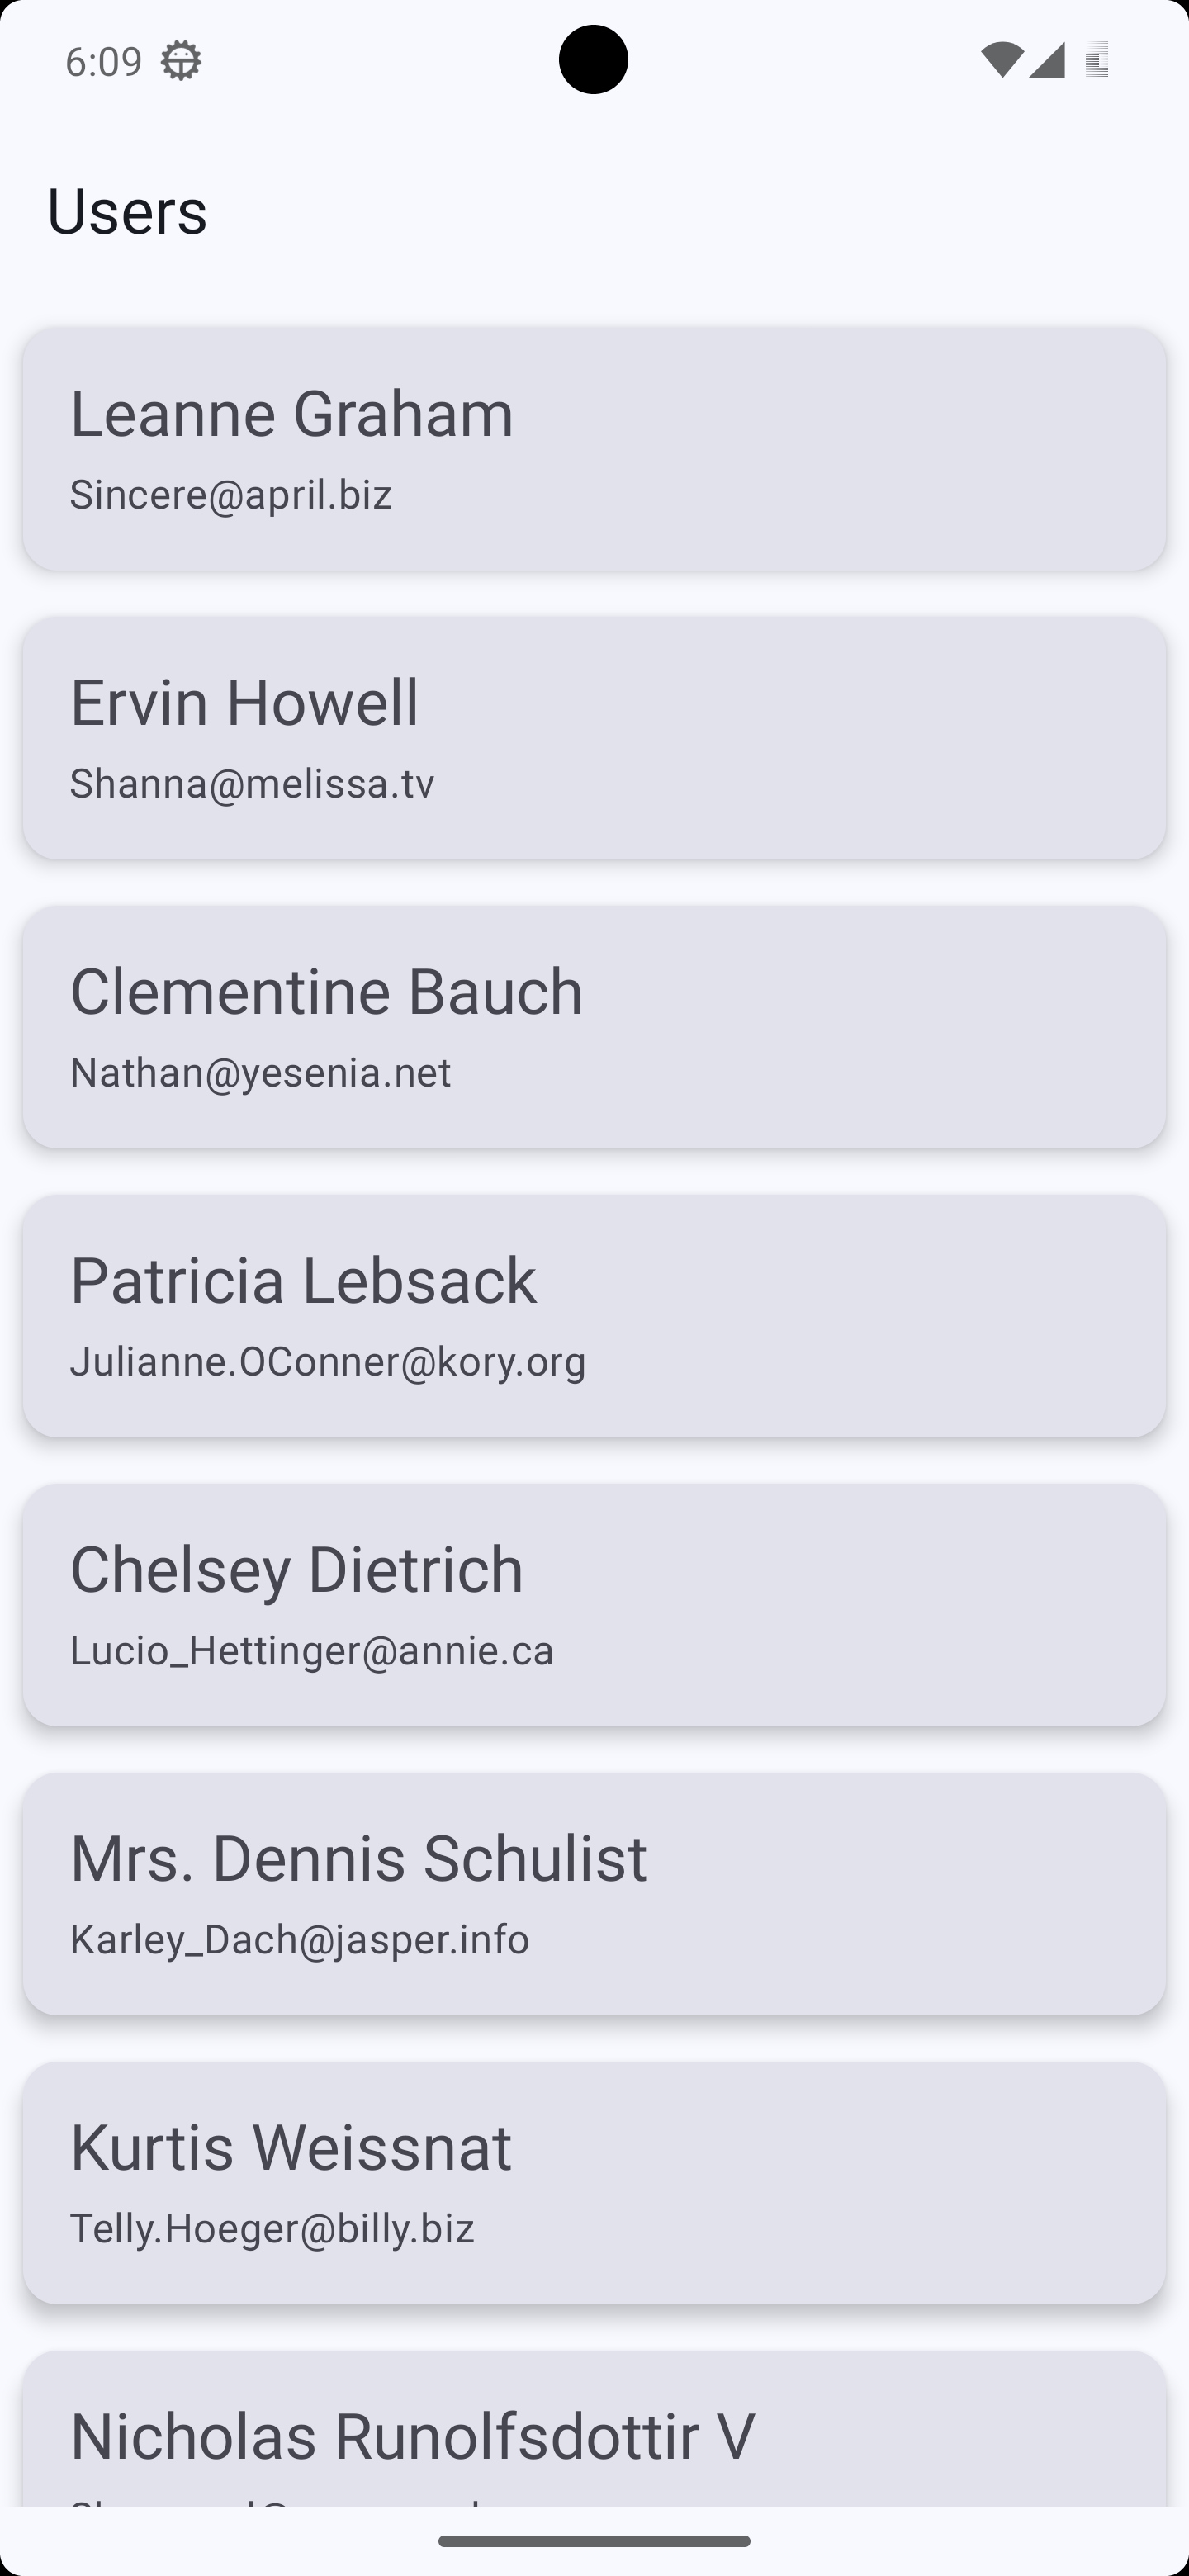 6:09
Users
Leanne Graham
Sincere@april.biz
Ervin Howell
Shanna@melissa.tv
Clementine Bauch
Nathan@yesenia.net
Patricia Lebsack
Julianne.OConner@kory.org
Chelsey Dietrich
Lucio_Hettinger@annie.ca
Mrs. Dennis Schulist
Karley_Dach@jasper.info
Kurtis Weissnat
Telly.Hoeger@billy.biz
Nicholas Runolfsdottir V